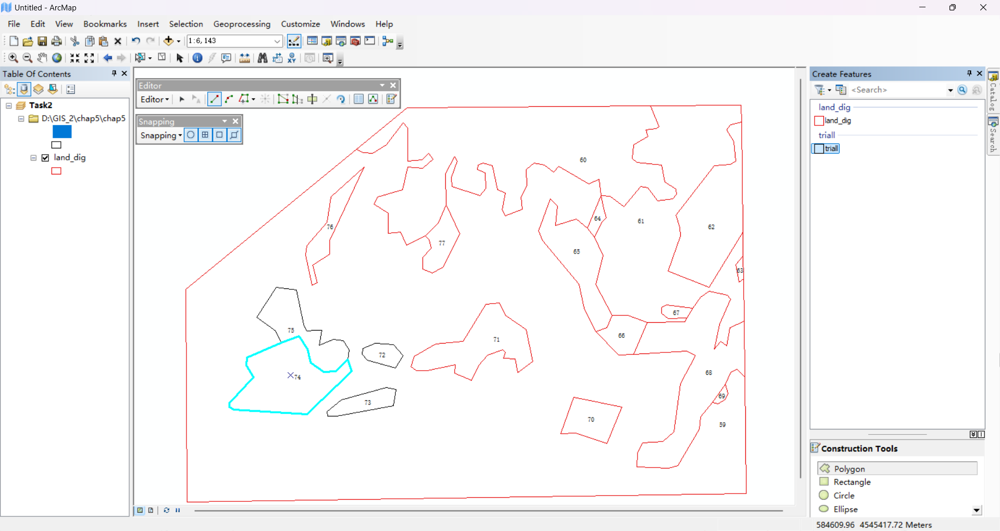 Untitled - ArcMap
File Edit View Bookmarks Insert Selection Geoprocessing Customize Windows Help
1:6,143
Table Of Contents
Task2
D:\GIS_2\chap5\chap5
land_dig
Editor
Editor
Snapping
Snapping
60
76
64
61
62
77
65
63
67
75
66
71
72
68
74
69
73
70
59
Create Features
<Search>
land_dig
land_dig
triall
triall
Construction Tools
Polygon
Rectangle
Circle
Ellipse
Catalog
Search
584609.96 4545417.72 Meters